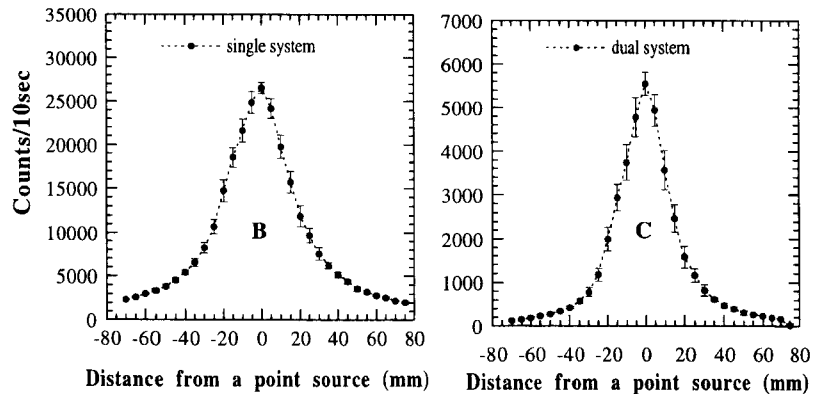 35000
30000
25000
20000
15000
10000
5000
0
Counts/10sec
single system
B
-80 -60 -40 -20 0 20 40 60 80
Distance from a point source (mm)
7000
6000
5000
4000
3000
2000
1000
0
dual system
C
-80 -60 -40 -20 0 20 40 60 80
Distance from a point source (mm)